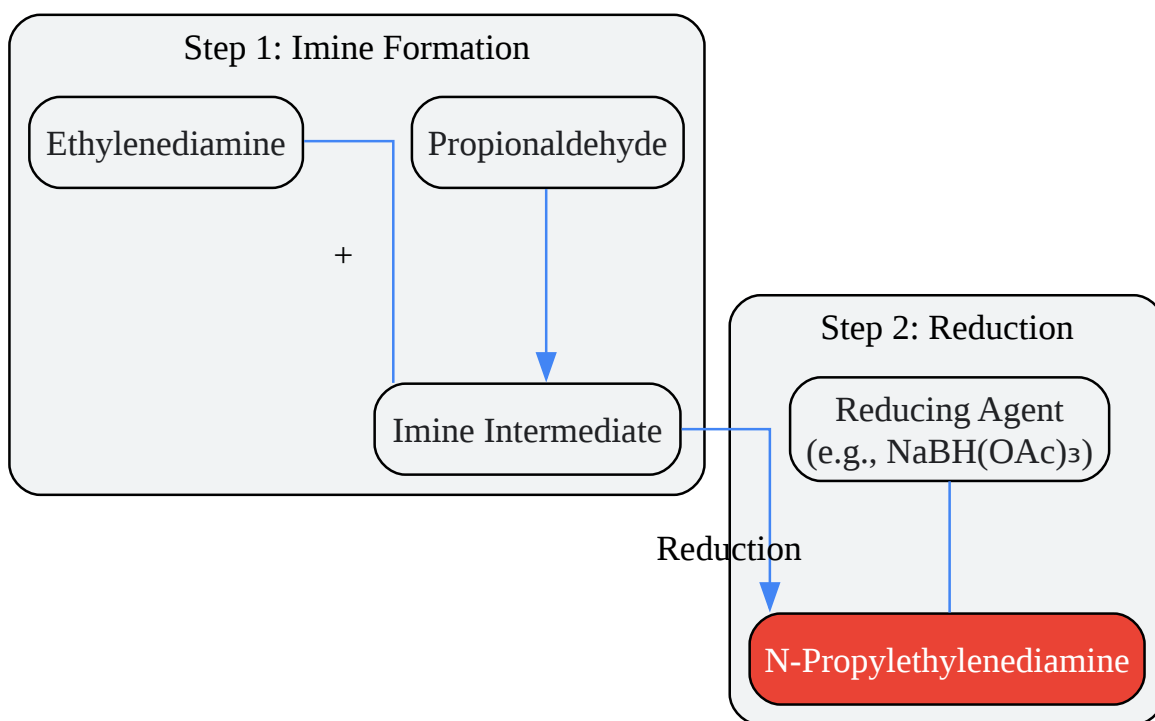 Step 1: Imine Formation
Ethylenediamine
Propionaldehyde
+
Imine Intermediate
Step 2: Reduction
Reducing Agent
(e.g., NaBH(OAc)₃)
Reduction
N-Propylethylenediamine